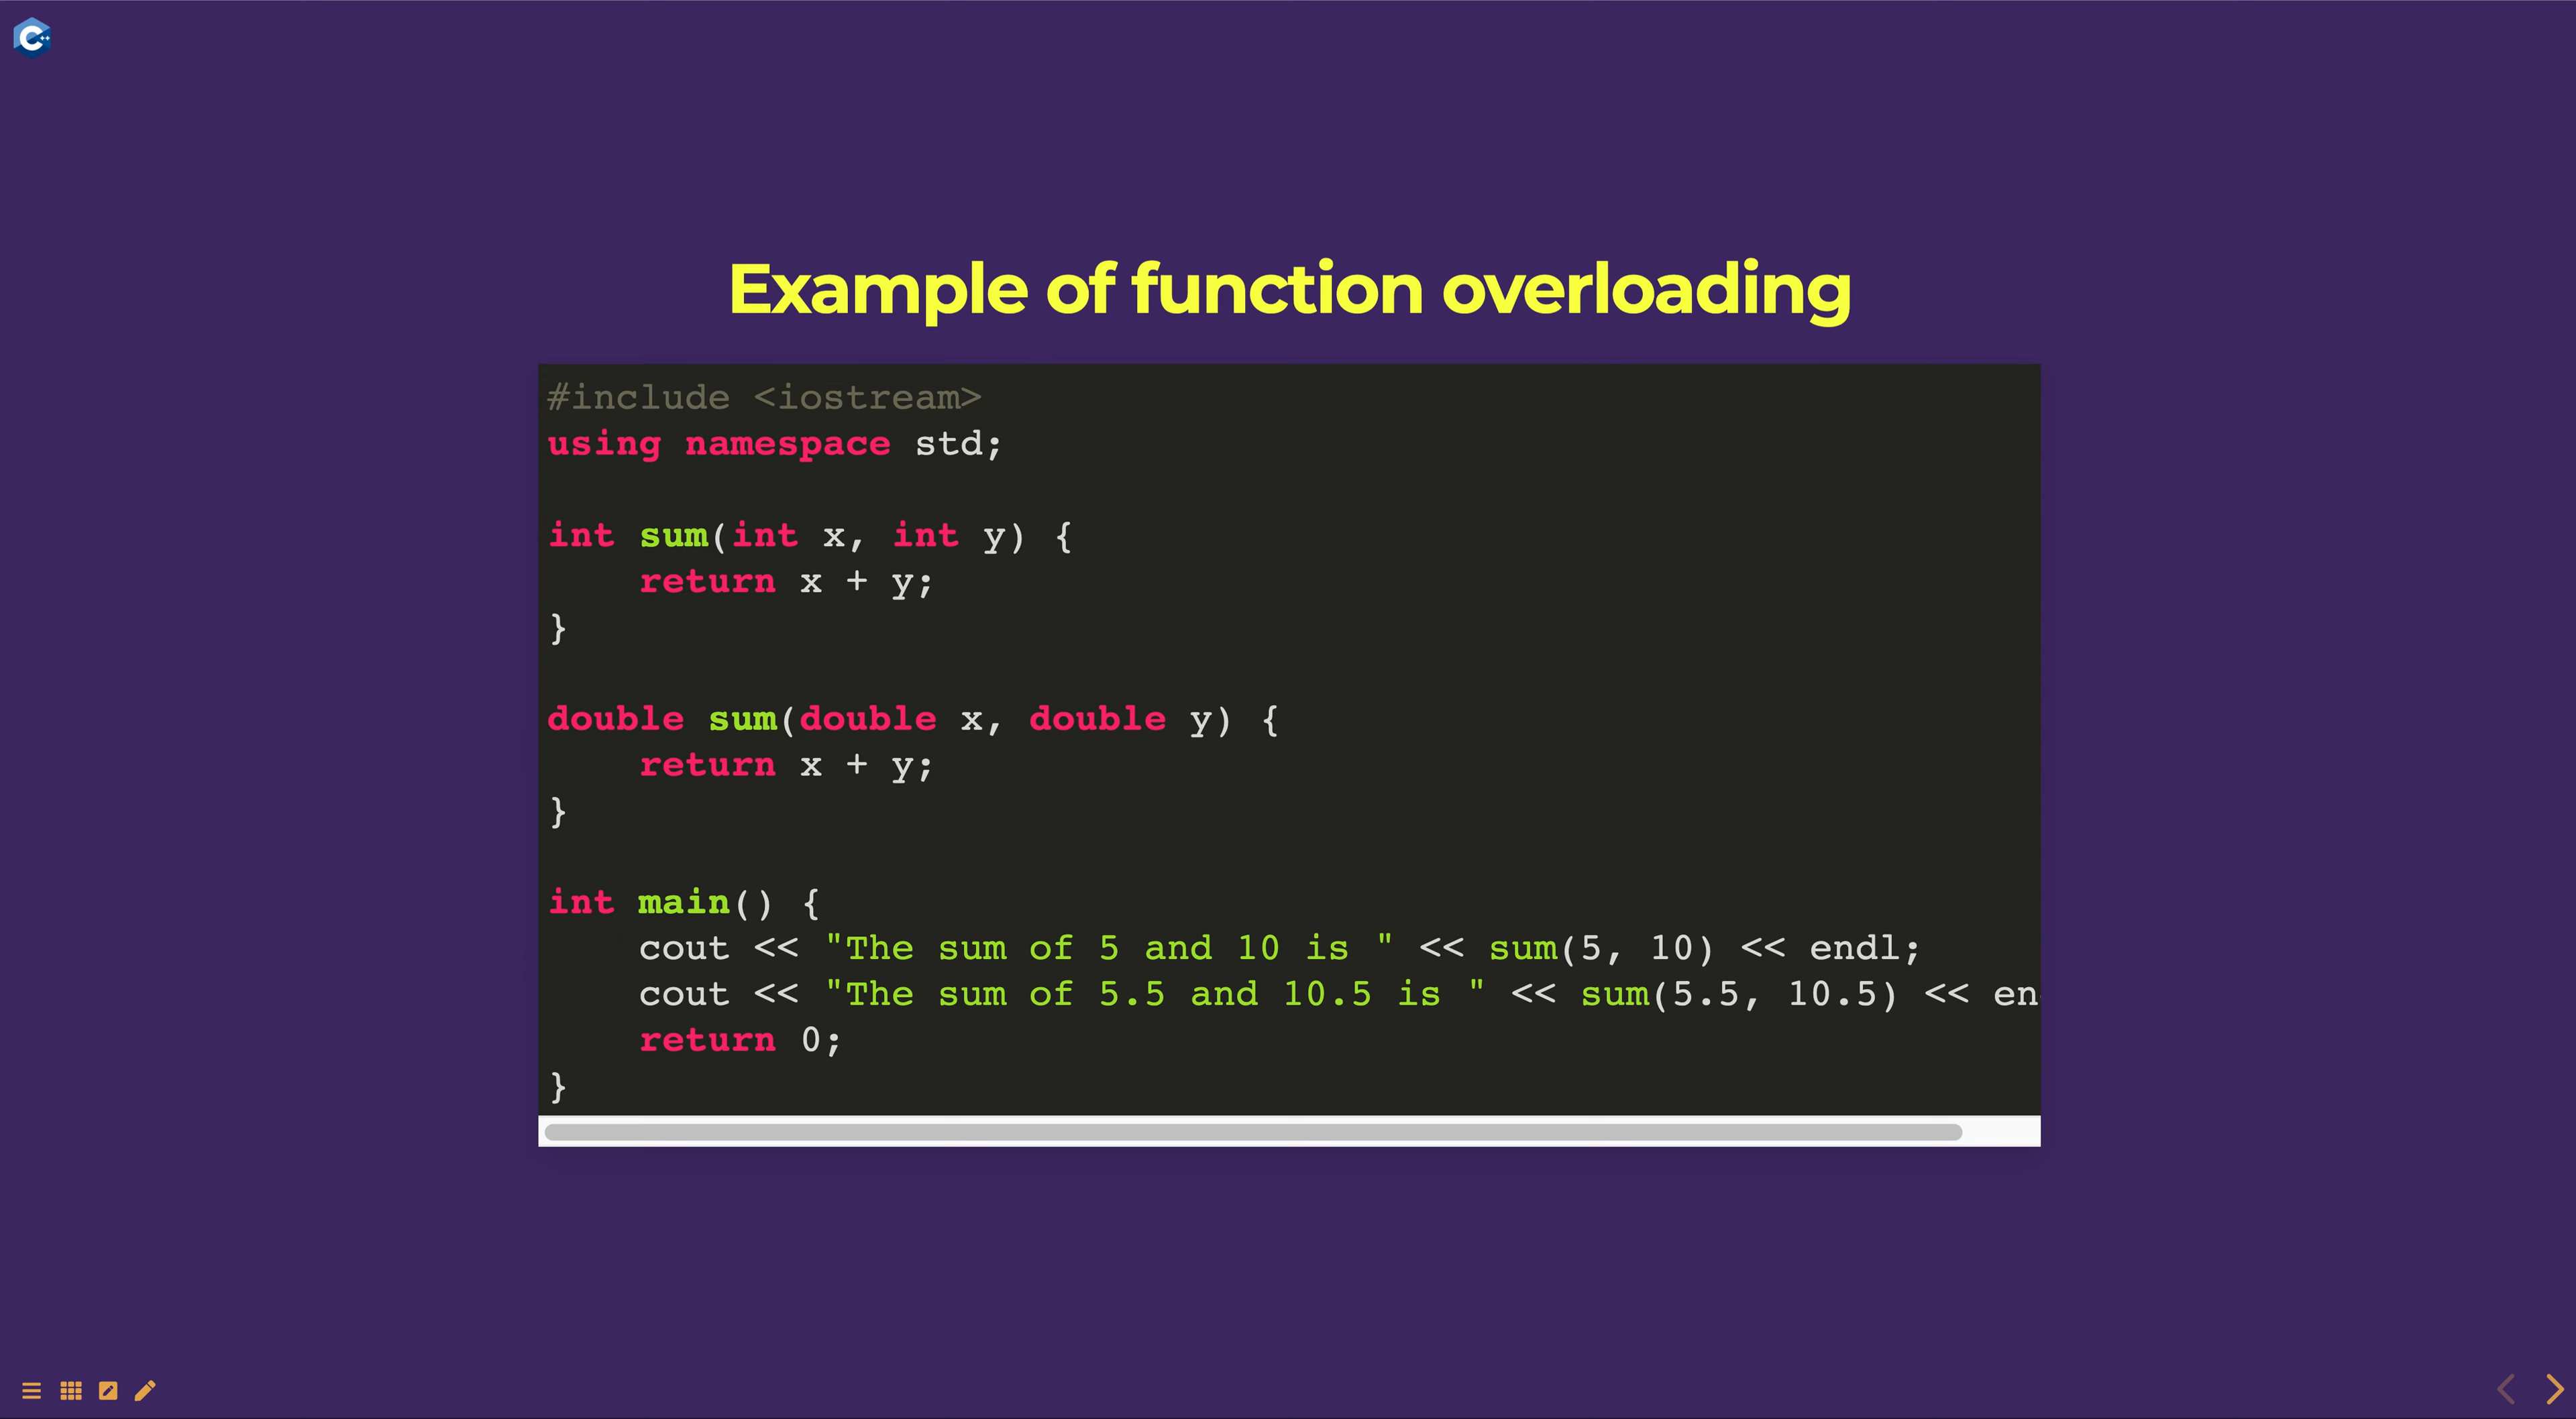 C++
Example of function overloading
#include <iostream>
using namespace std;
int sum(int x, int y) {
    return x + y;
}
double sum(double x, double y) {
    return x + y;
}
int main() {
    cout << "The sum of 5 and 10 is " << sum(5, 10) << endl;
    cout << "The sum of 5.5 and 10.5 is " << sum(5.5, 10.5) << en
    return 0;
}